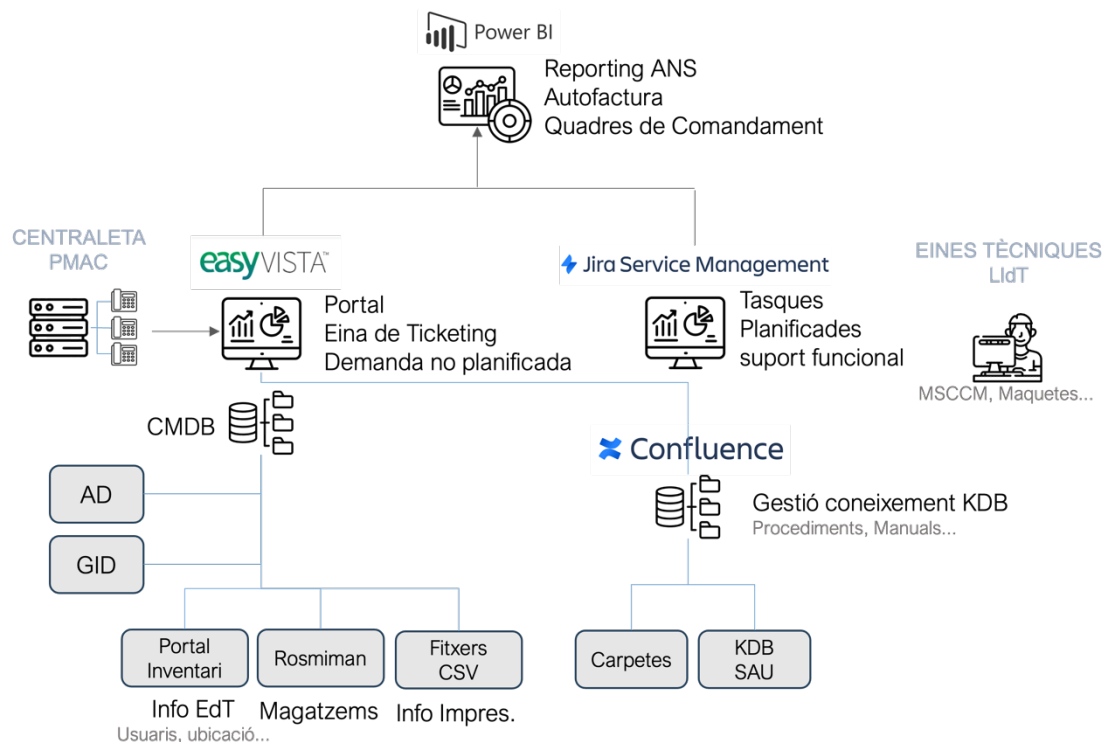 Power BI
Reporting ANS
Autofactura
Quadres de Comandament
CENTRALETA
PMAC
easyVISTA™
Portal
Eina de Ticketing
Demanda no planificada
Jira Service Management
Tasques
Planificades
suport funcional
EINES TÈCNIQUES
LldT
MSCCM, Maquetes...
CMDB
AD
GID
Confluence
Gestió coneixement KDB
Procediments, Manuals...
Portal
Inventari
Rosmiman
Fitxers
CSV
Info EdT
Magatzems
Info Impres.
Usuaris, ubicació...
Carpetes
KDB
SAU